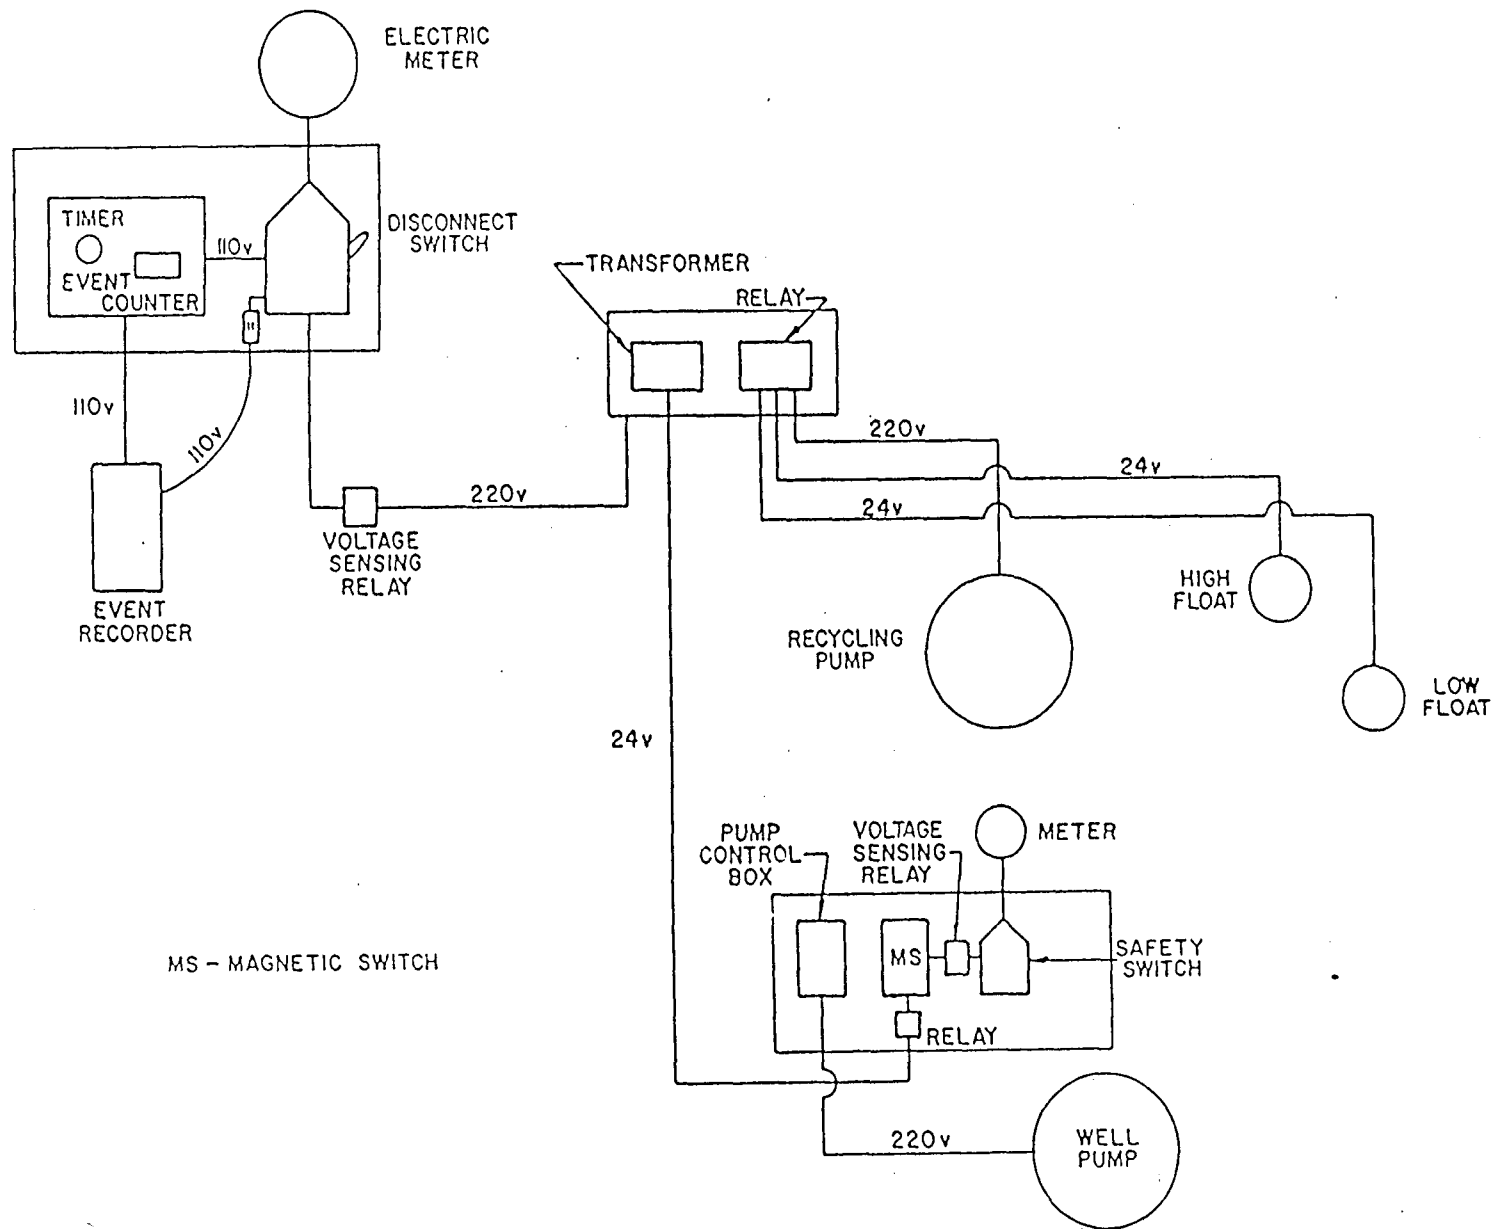 ELECTRIC
METER
TIMER
EVENT
COUNTER
110v
DISCONNECT
SWITCH
110v
110v
EVENT
RECORDER
VOLTAGE
SENSING
RELAY
220v
TRANSFORMER
RELAY
220v
24v
24v
HIGH
FLOAT
LOW
FLOAT
RECYCLING
PUMP
24v
PUMP
CONTROL
BOX
VOLTAGE
SENSING
RELAY
METER
MS
SAFETY
SWITCH
RELAY
MS - MAGNETIC SWITCH
220v
WELL
PUMP